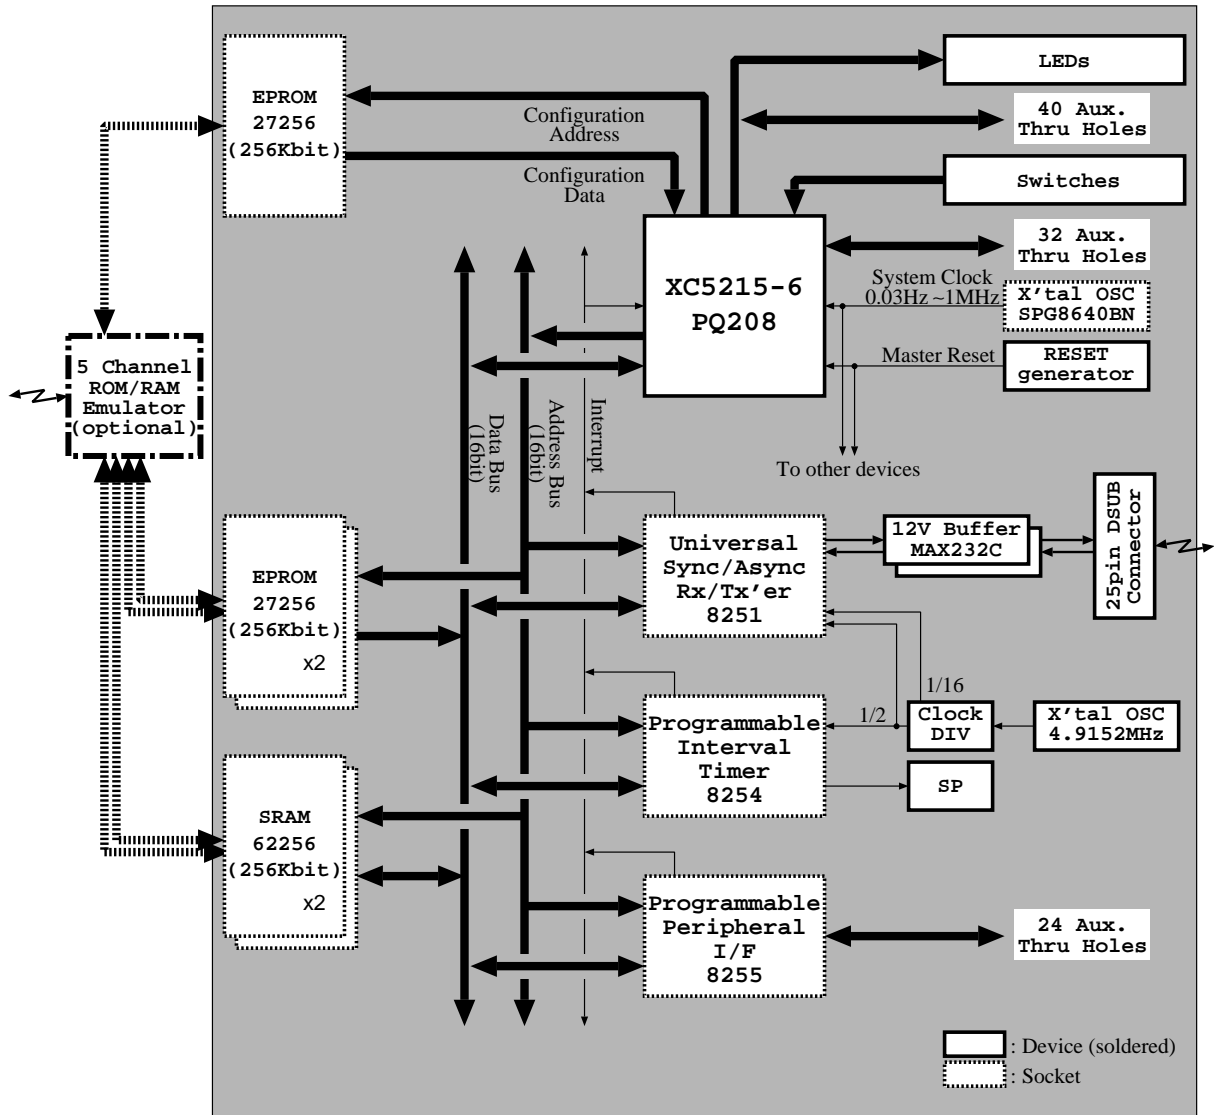 LEDs
EPROM
27256
(256Kbit)
Configuration
Address
40 Aux.
Thru Holes
Configuration
Data
Switches
XC5215-6
PQ208
32 Aux.
Thru Holes
System Clock
0.03Hz ~1MHz
X'tal OSC
SPG8640BN
Master Reset
RESET
generator
5 Channel
ROM/RAM
Emulator
(optional)
Data Bus
(16bit)
Address Bus
(16bit)
Interrupt
To other devices
EPROM
27256
(256Kbit)
x2
Universal
Sync/Async
Rx/Tx'er
8251
12V Buffer
MAX232C
25pin DSUB
Connector
1/16
1/2
Clock
DIV
X'tal OSC
4.9152MHz
Programmable
Interval
Timer
8254
SP
SRAM
62256
(256Kbit)
x2
Programmable
Peripheral
I/F
8255
24 Aux.
Thru Holes
: Device (soldered)
: Socket